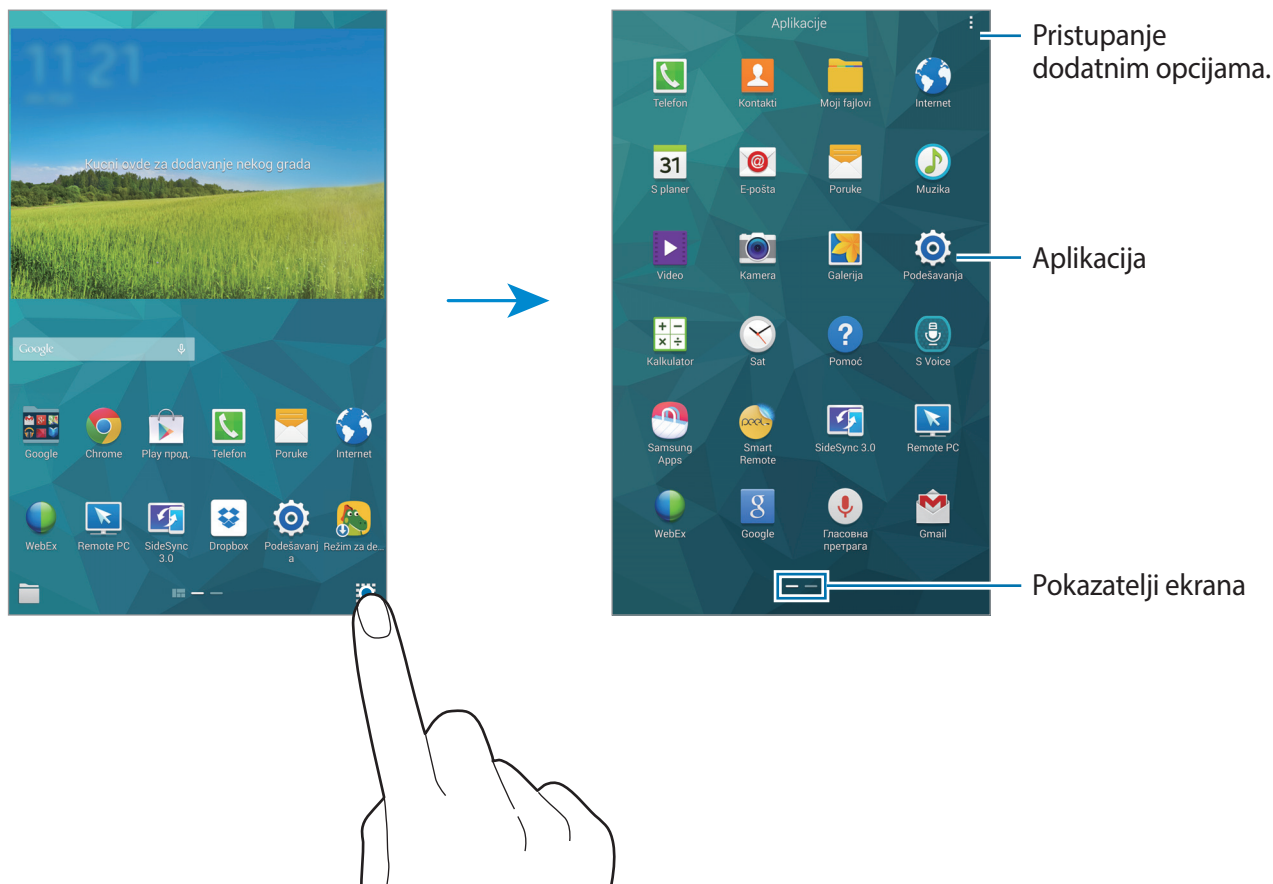 11:21
Kucni ovde za dodavanje nekog grada
Google
Google
Chrome
Play прод.
Telefon
Poruke
Internet
WebEx
Remote PC
SideSync
3.0
Dropbox
Podešavanj
a
Režim za de...
Aplikacije
Telefon
Kontakti
Moji fajlovi
Internet
31
S planer
@
E-pošta
Poruke
Muzika
Video
Kamera
Galerija
Podešavanja
+ −
× ÷
Kalkulator
Sat
?
Pomoć
S Voice
Samsung
Apps
peel
Smart
Remote
SideSync 3.0
Remote PC
WebEx
g
Google
Гласовна
претрага
Gmail
Pristupanje
dodatnim opcijama.
Aplikacija
Pokazatelji ekrana